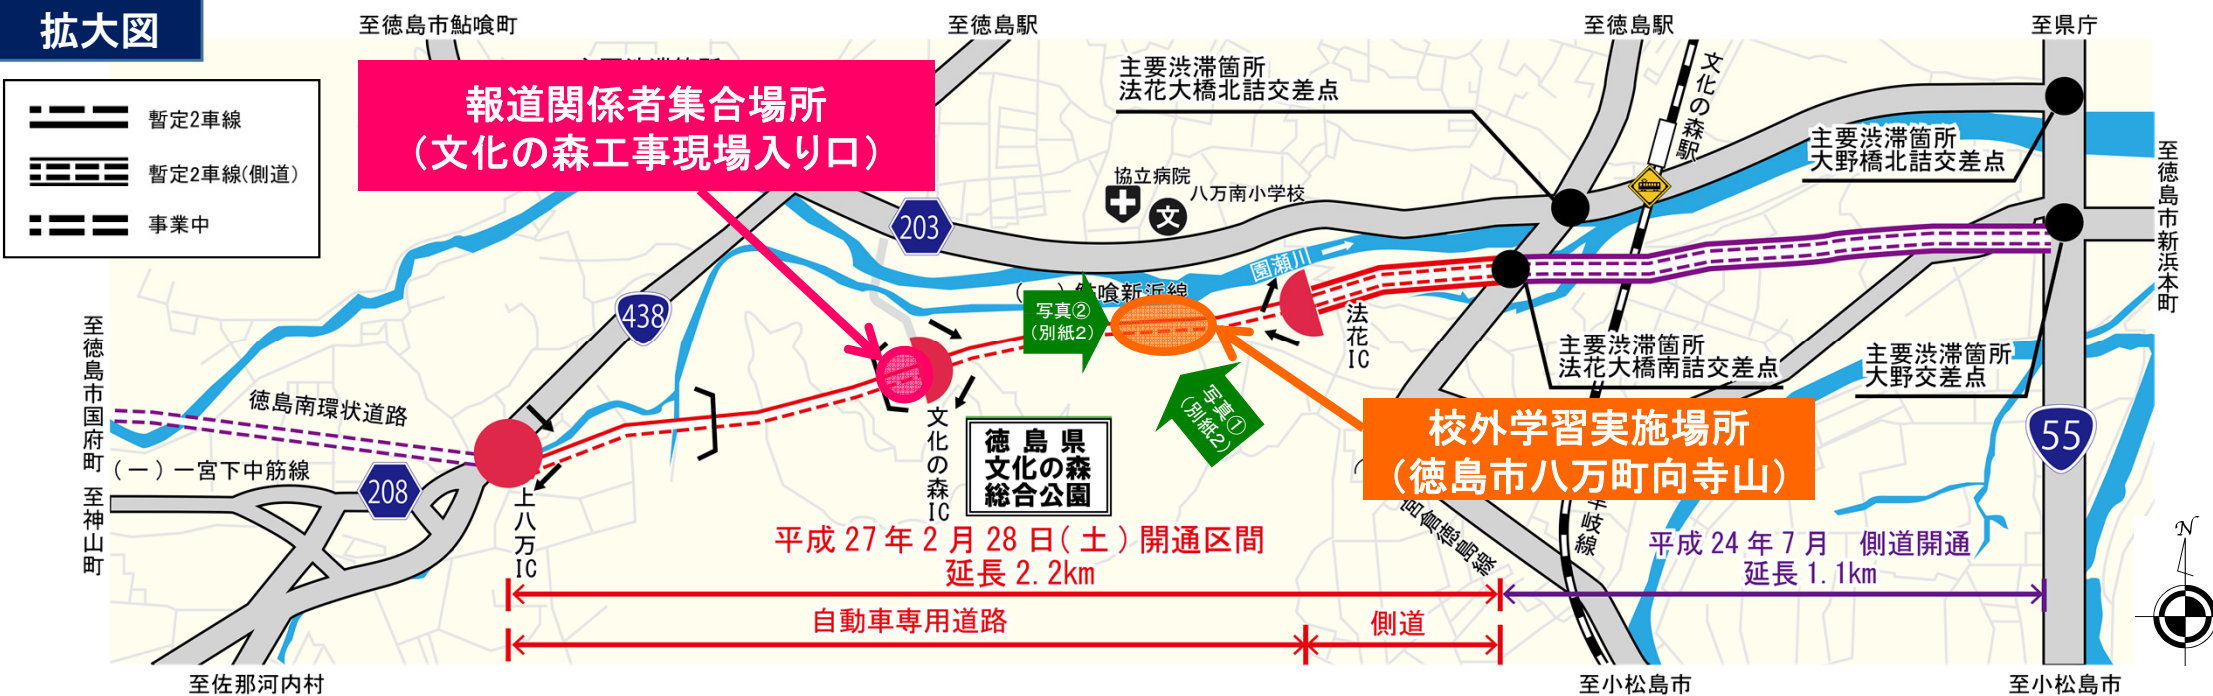 拡大図
至徳島市鮎喰町
至徳島駅
至徳島駅
至県庁
暫定2車線
暫定2車線(側道)
事業中
報道関係者集合場所
（文化の森工事現場入り口）
主要渋滞箇所
法花大橋北詰交差点
文化の森駅
主要渋滞箇所
大野橋北詰交差点
至徳島市新浜本町
協立病院
八万南小学校
文
203
園瀬川
438
鮎喰新浜線
写真②
（別紙2）
法花IC
主要渋滞箇所
法花大橋南詰交差点
主要渋滞箇所
大野交差点
至徳島市国府町
徳島南環状道路
写真①
（別紙2）
校外学習実施場所
（徳島市八万町向寺山）
55
(一)一宮下中筋線
208
至神山町
上八万IC
文化の森IC
徳島県
文化の森
総合公園
宮倉徳島線
牟岐線
平成27年2月28日(土)開通区間
延長2.2km
平成24年7月 側道開通
延長1.1km
自動車専用道路
側道
N
至佐那河内村
至小松島市
至小松島市